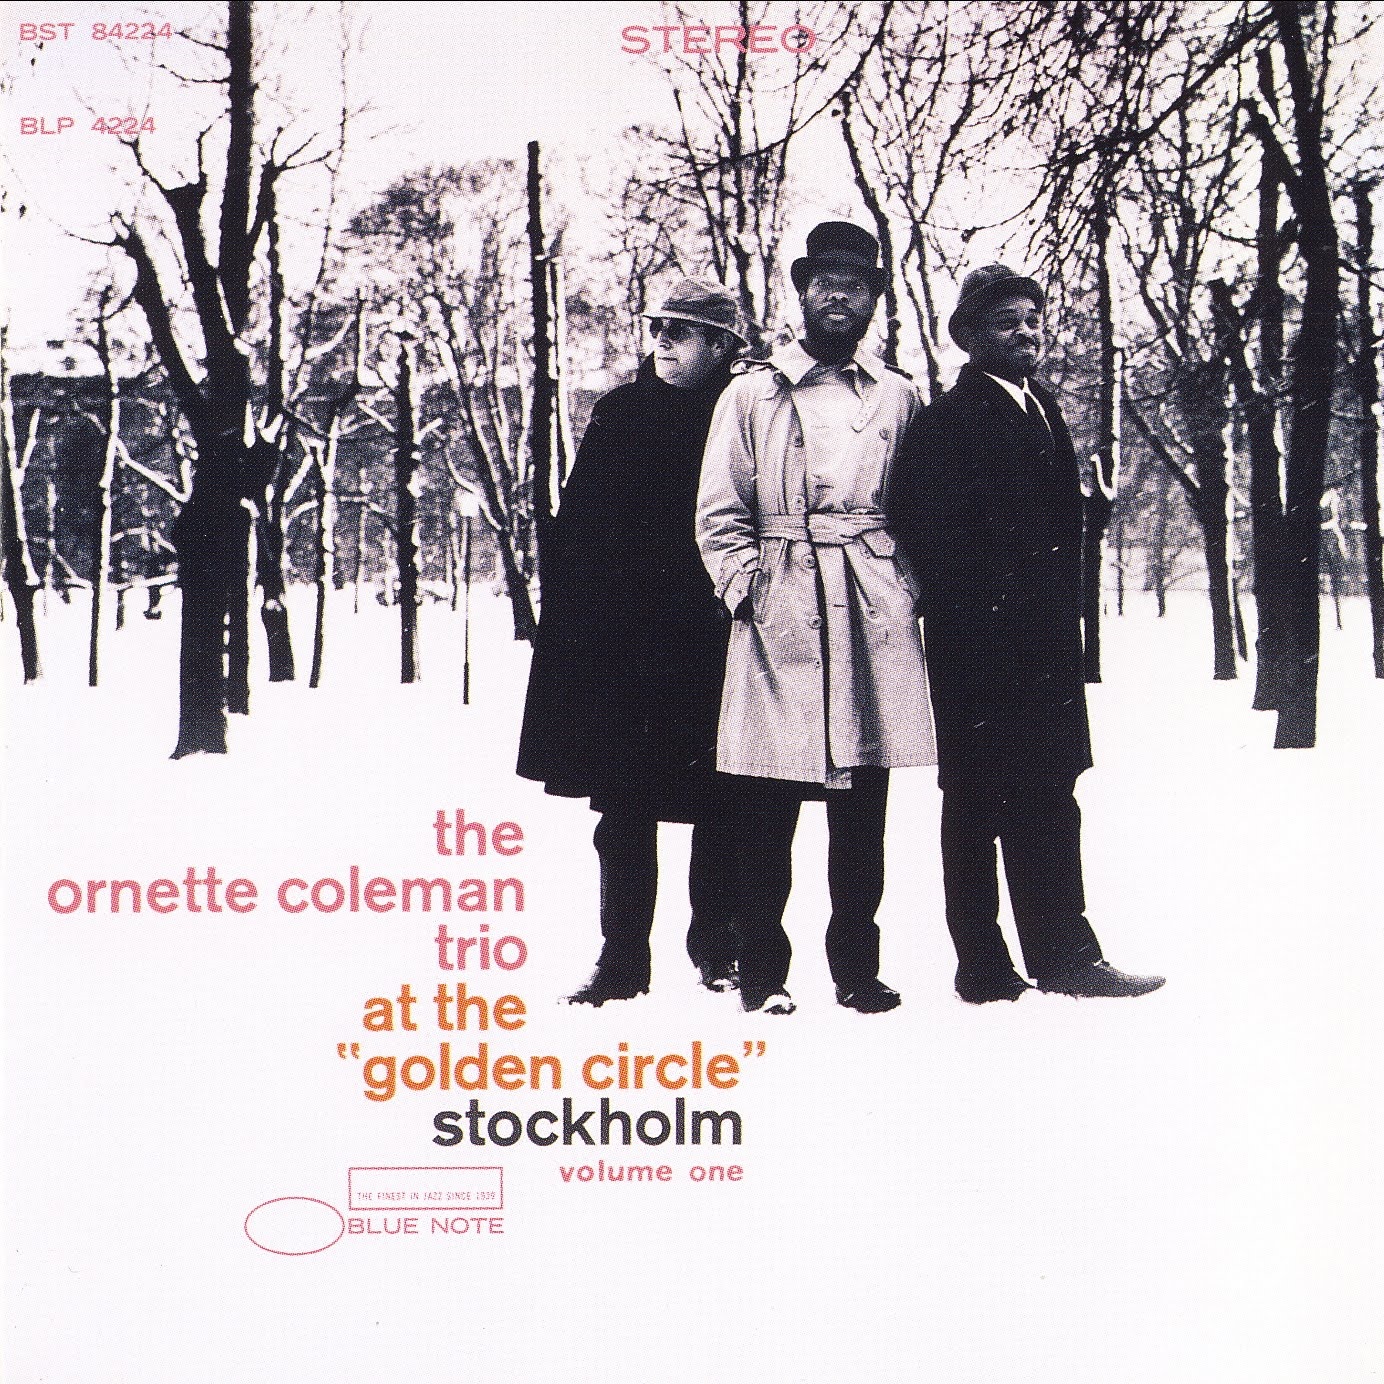 BST 84224
STEREO
BLP 4224
the
ornette coleman
trio
at the
“golden circle”
stockholm
volume one
THE FINEST IN JAZZ SINCE 1939
BLUE NOTE